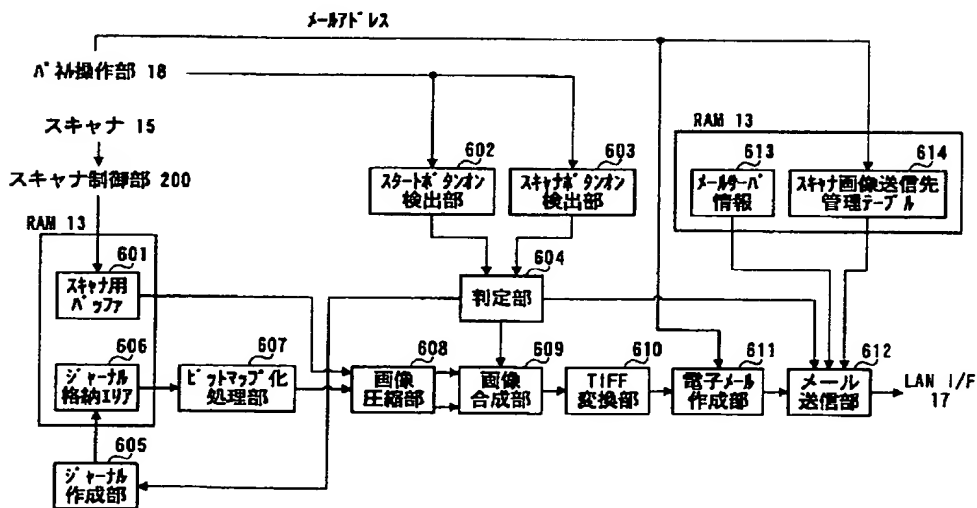 メールアドレス
パネル操作部 18
スキャナ 15
スキャナ制御部 200
RAM 13
601
スキャナ用
バッファ
606
ジャーナル
格納エリア
605
ジャーナル
作成部
607
ビットマップ化
処理部
602
スタートボタンオン
検出部
603
スキャナボタンオン
検出部
604
判定部
608
画像
圧縮部
609
画像
合成部
610
TIFF
変換部
611
電子メール
作成部
612
メール
送信部
RAM 13
613
メールサーバ
情報
614
スキャナ画像送信先
管理テーブル
LAN I/F
17